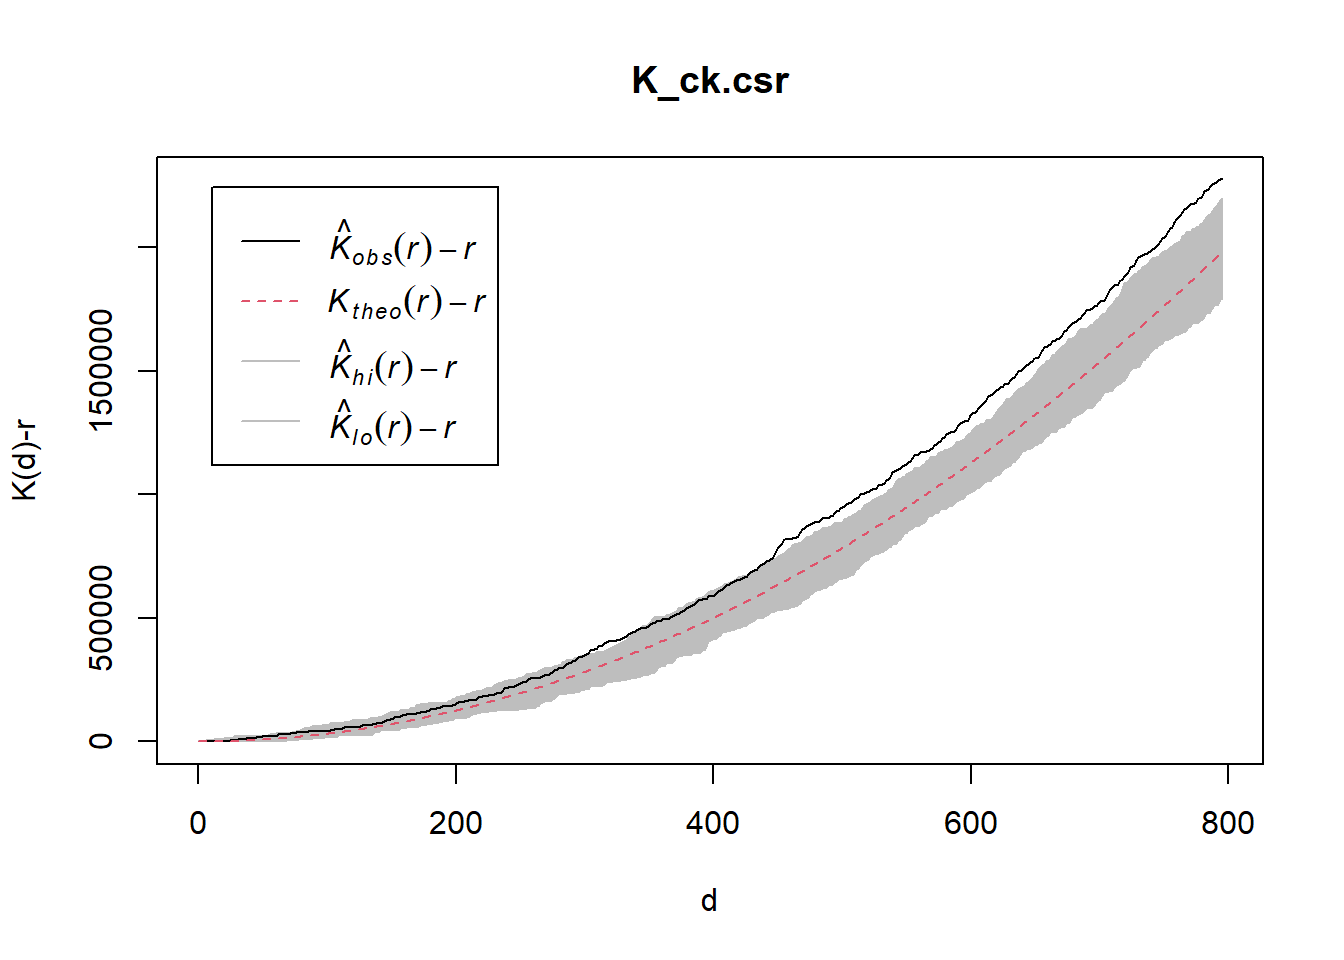 K_ck.csr
K̂obs(r) − r
Ktheo(r) − r
K̂hi(r) − r
K̂lo(r) − r
K(d)-r
1500000
500000
0
0 200 400 600 800
d